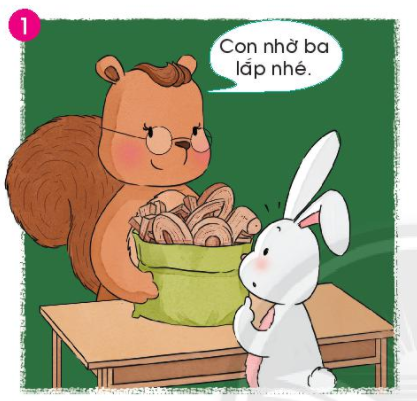 1
Con nhờ ba
lắp nhé.